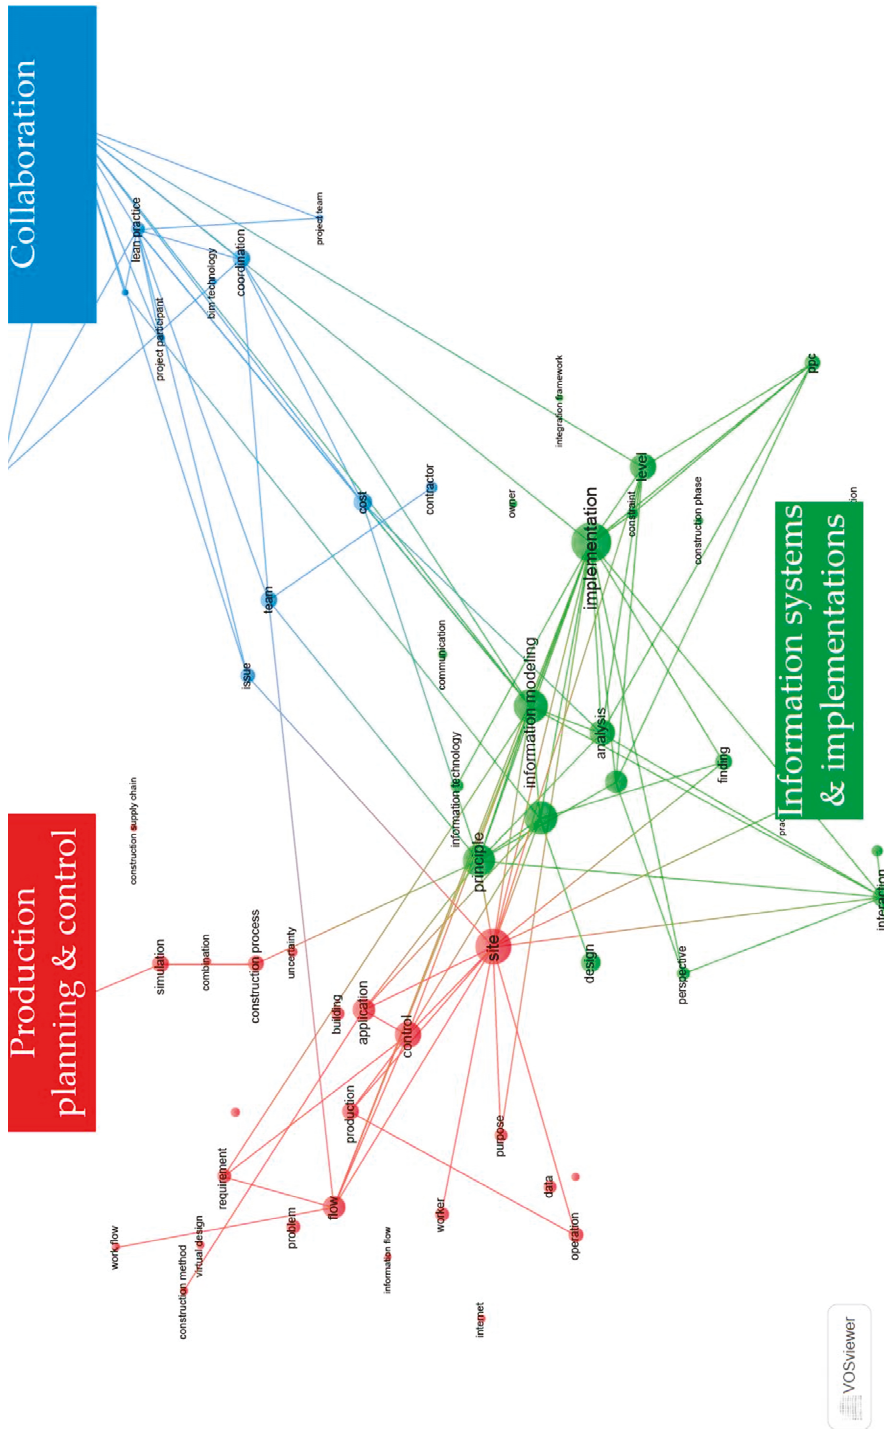 Production
planning & control
Collaboration
work flow
construction supply chain
lean practice
simulation
project participant
construction method
virtual design
combination
bim technology
requirement
coordination
issue
construction process
team
problem
uncertainty
project team
flow
building
production
application
cost
information flow
control
contractor
worker
communication
information technology
internet
principle
site
purpose
owner
information modeling
data
integration framework
operation
design
implementation
analysis
constraint
level
perspective
construction phase
finding
ppc
Information systems
& implementations
VOSviewer
interaction